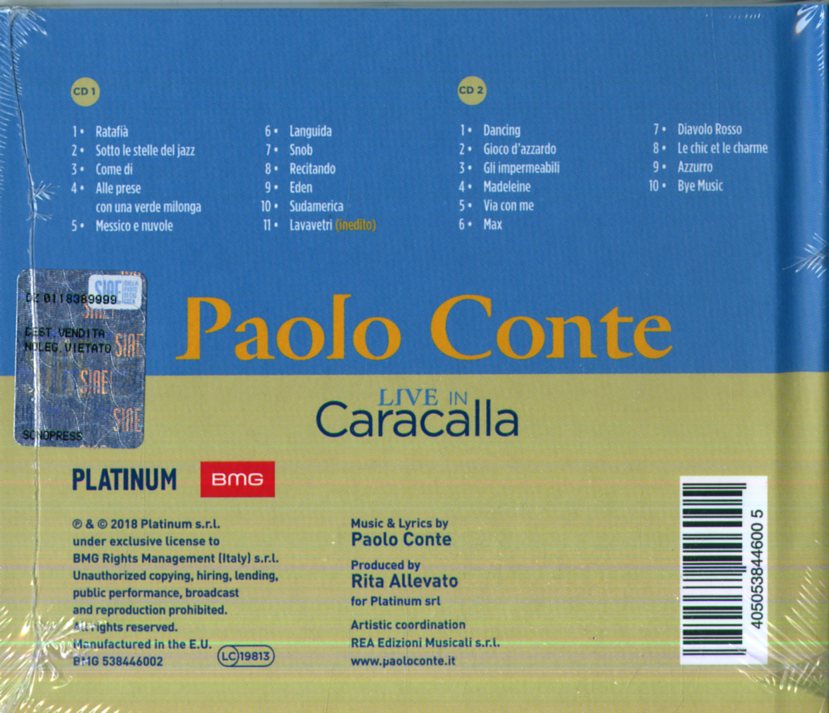 CD 1
1 • Ratafià
2 • Sotto le stelle del jazz
3 • Come di
4 • Alle prese
con una verde milonga
5 • Messico e nuvole
6 • Languida
7 • Snob
8 • Recitando
9 • Eden
10 • Sudamerica
11 • Lavavetri (inedito)
CD 2
1 • Dancing
2 • Gioco d'azzardo
3 • Gli impermeabili
4 • Madeleine
5 • Via con me
6 • Max
7 • Diavolo Rosso
8 • Le chic et le charme
9 • Azzurro
10 • Bye Music
SIAE
DZ 0118389999
DEST.VENDITA
NOLEG.VIETATO
SIAE
SIAE
SIAE
SONOPRESS
Paolo Conte
LIVE IN
Caracalla
PLATINUM
BMG
℗ & © 2018 Platinum s.r.l.
under exclusive license to
BMG Rights Management (Italy) s.r.l.
Unauthorized copying, hiring, lending,
public performance, broadcast
and reproduction prohibited.
All rights reserved.
Manufactured in the E.U.
BMG 538446002
LC 19813
Music & Lyrics by
Paolo Conte
Produced by
Rita Allevato
for Platinum srl
Artistic coordination
REA Edizioni Musicali s.r.l.
www.paoloconte.it
405053844600 5